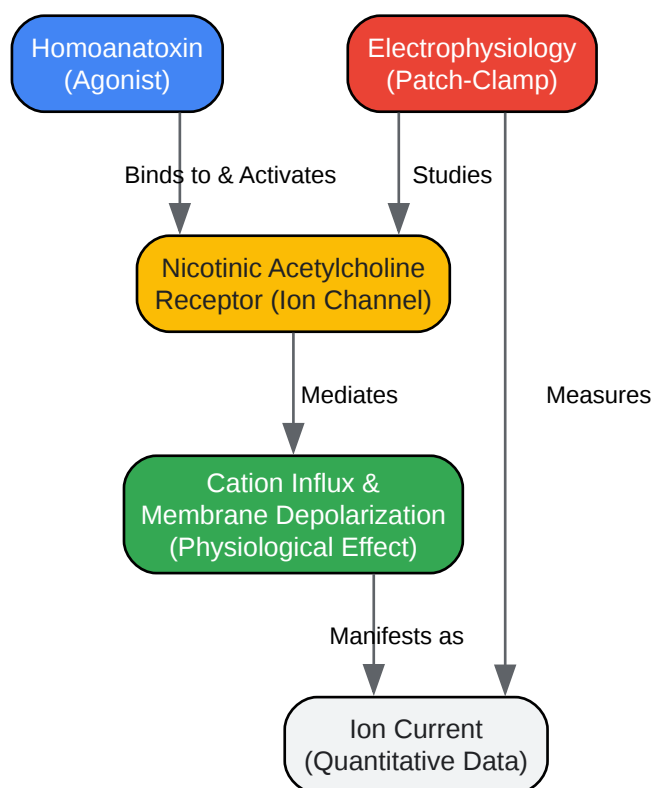 Homoanatoxin
(Agonist)
Electrophysiology
(Patch-Clamp)
Binds to & Activates
Studies
Nicotinic Acetylcholine
Receptor (Ion Channel)
Mediates
Measures
Cation Influx &
Membrane Depolarization
(Physiological Effect)
Manifests as
Ion Current
(Quantitative Data)